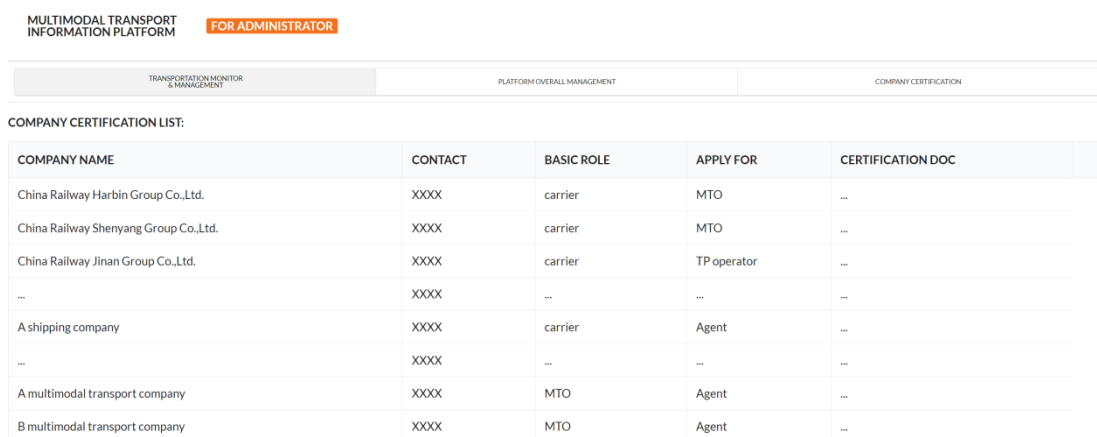 MULTIMODAL TRANSPORT
INFORMATION PLATFORM
FOR ADMINISTRATOR
TRANSPORTATION MONITOR
& MANAGEMENT
PLATFORM OVERALL MANAGEMENT
COMPANY CERTIFICATION
COMPANY CERTIFICATION LIST:
COMPANY NAME CONTACT BASIC ROLE APPLY FOR CERTIFICATION DOC
China Railway Harbin Group Co.,Ltd. XXXX carrier MTO ...
China Railway Shenyang Group Co.,Ltd. XXXX carrier MTO ...
China Railway Jinan Group Co.,Ltd. XXXX carrier TP operator ...
... XXXX ... ... ...
A shipping company XXXX carrier Agent ...
... XXXX ... ... ...
A multimodal transport company XXXX MTO Agent ...
B multimodal transport company XXXX MTO Agent ...